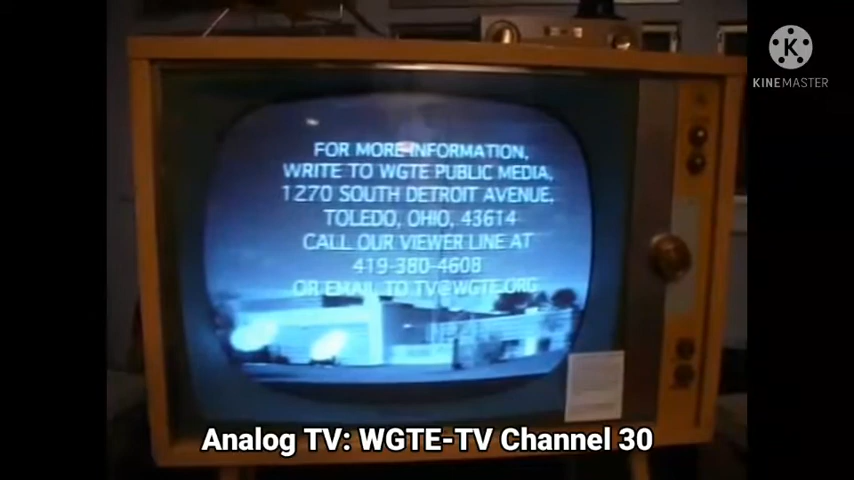 FOR MORE INFORMATION,
WRITE TO WGTE PUBLIC MEDIA,
1270 SOUTH DETROIT AVENUE,
TOLEDO, OHIO, 43614
CALL OUR VIEWER LINE AT
419-380-4608
OR EMAIL TO TV@WGTE.ORG
K
KINEMASTER
Analog TV: WGTE-TV Channel 30